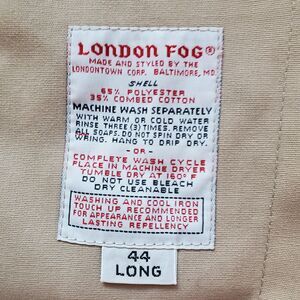 LONDON FOG®
MADE AND STYLED BY THE
LONDONTOWN CORP. BALTIMORE, MD.
SHELL
65% POLYESTER
35% COMBED COTTON
MACHINE WASH SEPARATELY
WITH WARM OR COLD WATER
RINSE THREE (3) TIMES. REMOVE
ALL SOAPS. DO NOT SPIN DRY OR
WRING. HANG TO DRIP DRY.
-OR-
COMPLETE WASH CYCLE
PLACE IN MACHINE DRYER
TUMBLE DRY AT 160° F
DO NOT USE BLEACH
DRY CLEANABLE
WASHING AND COOL IRON
TOUCH UP RECOMMENDED
FOR APPEARANCE AND LONGER
LASTING REPELLENCY
44
LONG